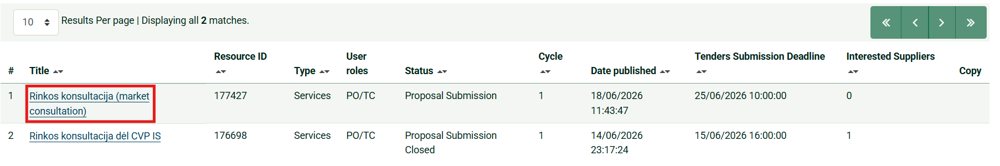 10 Results Per page | Displaying all 2 matches.
# Title Resource ID Type User roles Status Cycle Date published Tenders Submission Deadline Interested Suppliers Copy
1 Rinkos konsultacija (market consultation) 177427 Services PO/TC Proposal Submission 1 18/06/2026 11:43:47 25/06/2026 10:00:00 0
2 Rinkos konsultacija dėl CVP IS 176698 Services PO/TC Proposal Submission Closed 1 14/06/2026 23:17:24 15/06/2026 16:00:00 1